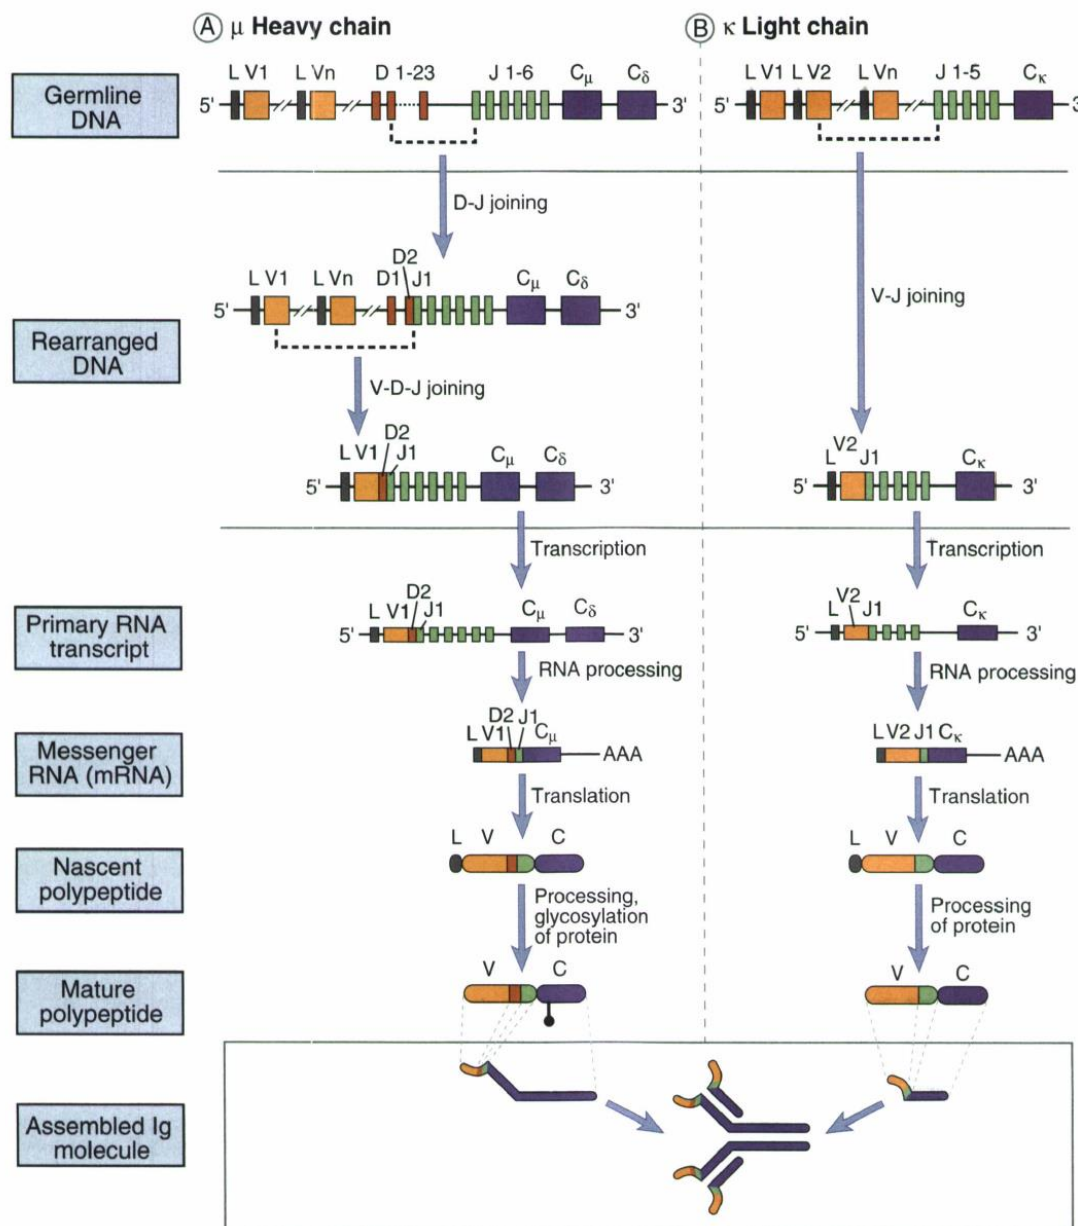 A μ Heavy chain
B κ Light chain
Germline
DNA
L V1 L Vn D 1-23 J 1-6 Cμ Cδ
5' 3'
L V1 L V2 L Vn J 1-5 Cκ
5' 3'
D-J joining
V-J joining
Rearranged
DNA
D2
L V1 L Vn D1 J1 Cμ Cδ
5' 3'
V-D-J joining
D2
L V1 J1 Cμ Cδ
5' 3'
V2
L J1 Cκ
5' 3'
Transcription
Transcription
Primary RNA
transcript
D2
L V1 J1 Cμ Cδ
5' 3'
V2
L J1 Cκ
5' 3'
RNA processing
RNA processing
Messenger
RNA (mRNA)
D2 J1
L V1 Cμ
AAA
L V2 J1 Cκ
AAA
Translation
Translation
Nascent
polypeptide
L V C
L V C
Processing,
glycosylation
of protein
Processing
of protein
Mature
polypeptide
V C
V C
Assembled Ig
molecule